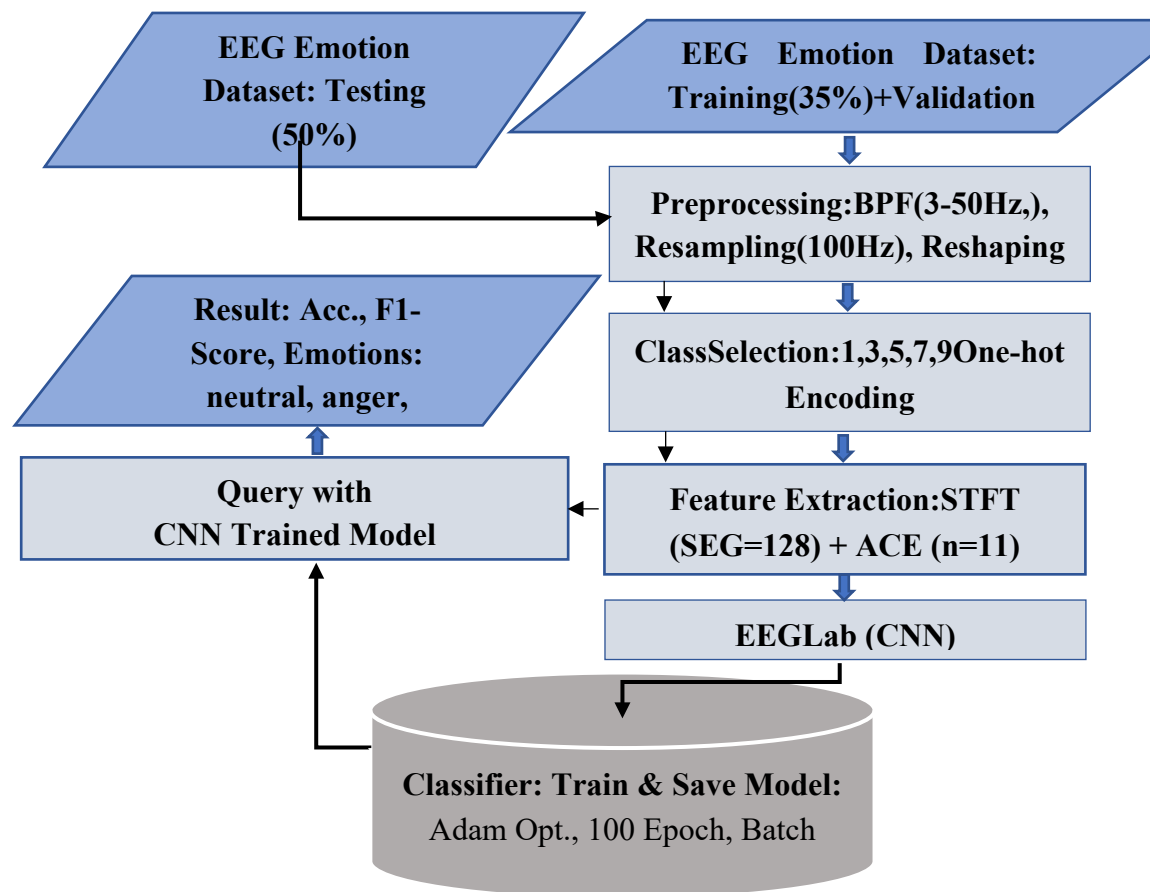 EEG Emotion
Dataset: Testing
(50%)
EEG Emotion Dataset:
Training(35%)+Validation
Preprocessing:BPF(3-50Hz,),
Resampling(100Hz), Reshaping
Result: Acc., F1-
Score, Emotions:
neutral, anger,
ClassSelection:1,3,5,7,9One-hot
Encoding
Query with
CNN Trained Model
Feature Extraction:STFT
(SEG=128) + ACE (n=11)
EEGLab (CNN)
Classifier: Train & Save Model:
Adam Opt., 100 Epoch, Batch